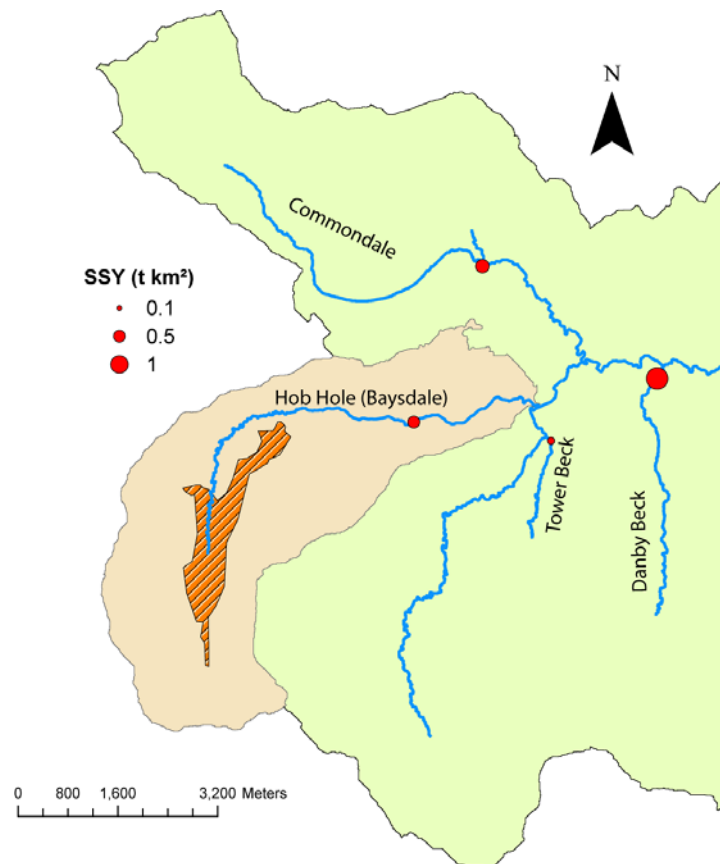 N
Commondale
SSY (t km²)
0.1
0.5
1
Hob Hole (Baysdale)
Tower Beck
Danby Beck
0 800 1,600 3,200 Meters